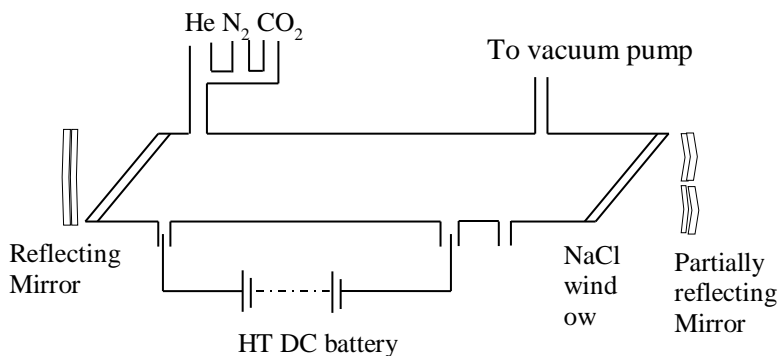 He N₂ CO₂
To vacuum pump
Reflecting
Mirror
NaCl
wind
ow
Partially
reflecting
Mirror
HT DC battery